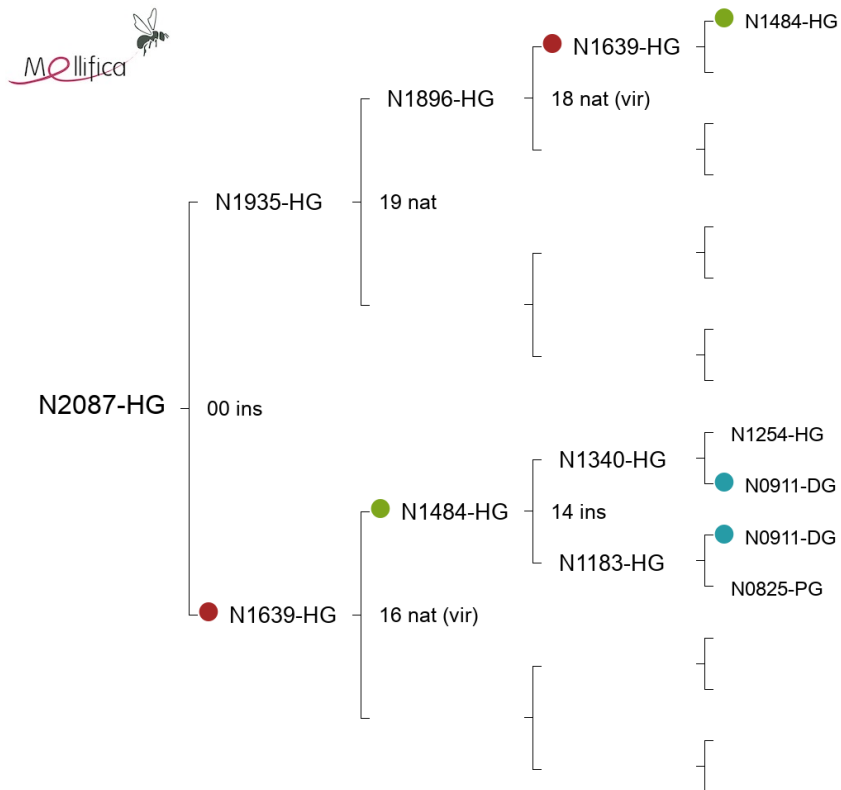 Mellifica
N1484-HG
N1639-HG
N1896-HG
18 nat (vir)
N1935-HG
19 nat
N2087-HG
00 ins
N1254-HG
N1340-HG
N0911-DG
N1484-HG
14 ins
N0911-DG
N1183-HG
N0825-PG
N1639-HG
16 nat (vir)